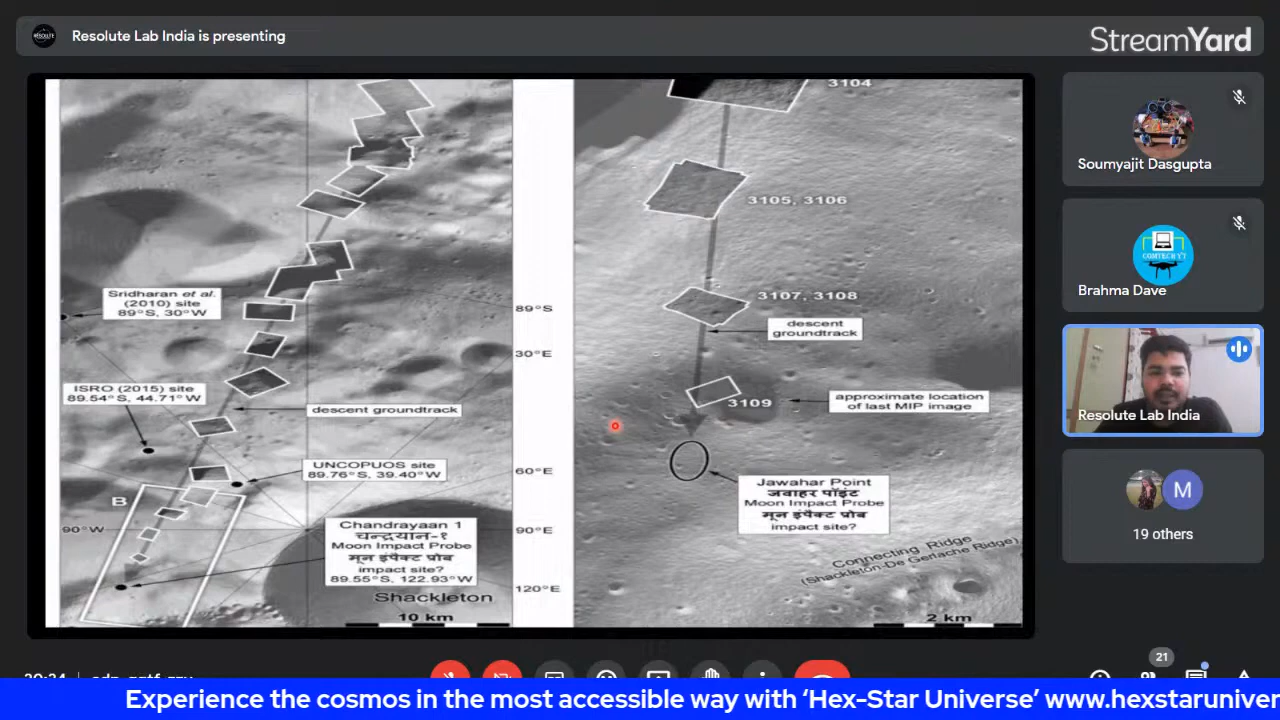 Resolute Lab India is presenting
StreamYard
Sridharan et al.
(2010) site
89°S, 30°W
ISRO (2015) site
89.54°S, 44.71°W
descent groundtrack
UNCOPUOS site
89.76°S, 39.40°W
B
90°W
Chandrayaan 1
चन्द्रयान-१
Moon Impact Probe
मून इंपैक्ट प्रोब
impact site?
89.55°S, 122.93°W
Shackleton
10 km
89°S
30°E
60°E
90°E
120°E
3104
3105, 3106
3107, 3108
descent
groundtrack
3109
approximate location
of last MIP image
Jawahar Point
जवाहर पॉइंट
Moon Impact Probe
मून इंपैक्ट प्रोब
impact site?
Connecting Ridge
(Shackleton-De Gerlache Ridge)
2 km
Soumyajit Dasgupta
COMTECH YT
Brahma Dave
Resolute Lab India
M
19 others
21
Experience the cosmos in the most accessible way with ‘Hex-Star Universe’ www.hexstaruniver